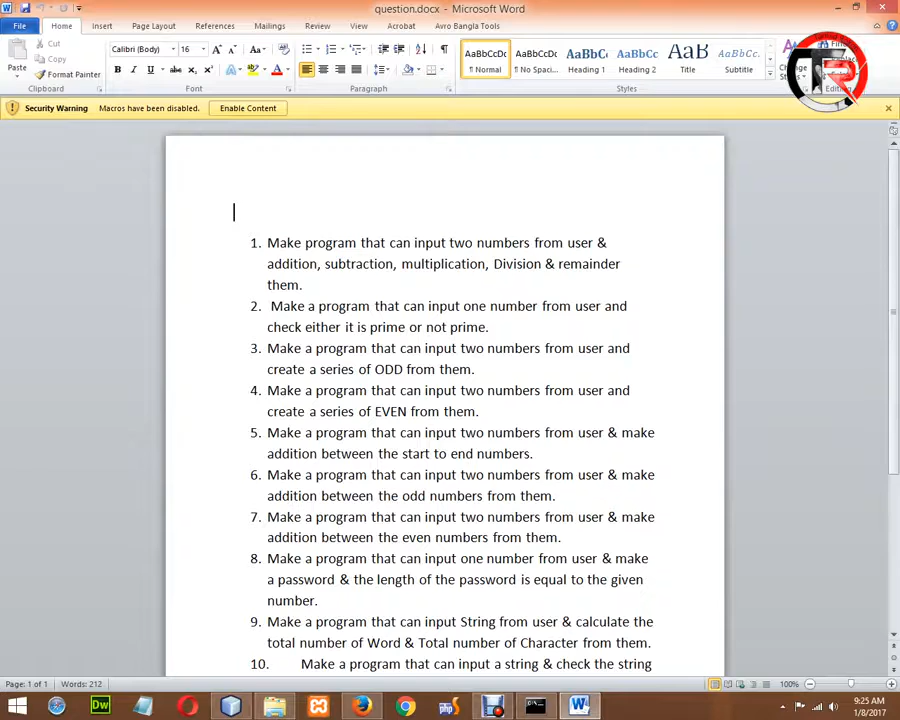 question.docx - Microsoft Word
File Home Insert Page Layout References Mailings Review View Acrobat Avro Bangla Tools
Paste
Cut
Copy
Format Painter
Clipboard
Calibri (Body) 16
Font
Paragraph
AaBbCcDc AaBbCcDc AaBbC AaBbCc AaB AaBbCc.
¶ Normal ¶ No Spaci... Heading 1 Heading 2 Title Subtitle
Styles
Change
Security Warning Macros have been disabled. Enable Content
1. Make program that can input two numbers from user &
addition, subtraction, multiplication, Division & remainder
them.
2. Make a program that can input one number from user and
check either it is prime or not prime.
3. Make a program that can input two numbers from user and
create a series of ODD from them.
4. Make a program that can input two numbers from user and
create a series of EVEN from them.
5. Make a program that can input two numbers from user & make
addition between the start to end numbers.
6. Make a program that can input two numbers from user & make
addition between the odd numbers from them.
7. Make a program that can input two numbers from user & make
addition between the even numbers from them.
8. Make a program that can input one number from user & make
a password & the length of the password is equal to the given
number.
9. Make a program that can input String from user & calculate the
total number of Word & Total number of Character from them.
10. Make a program that can input a string & check the string
Page: 1 of 1 Words: 212 100%
Dw
9:25 AM
1/8/2017